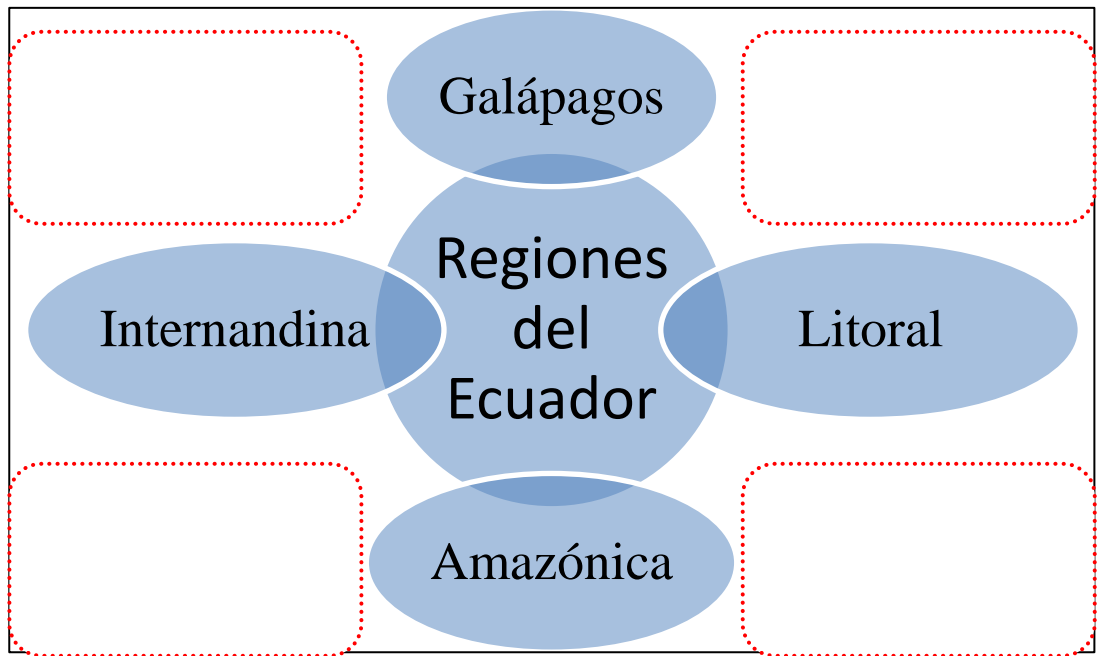 Galápagos
Regiones
del
Ecuador
Internandina
Litoral
Amazónica